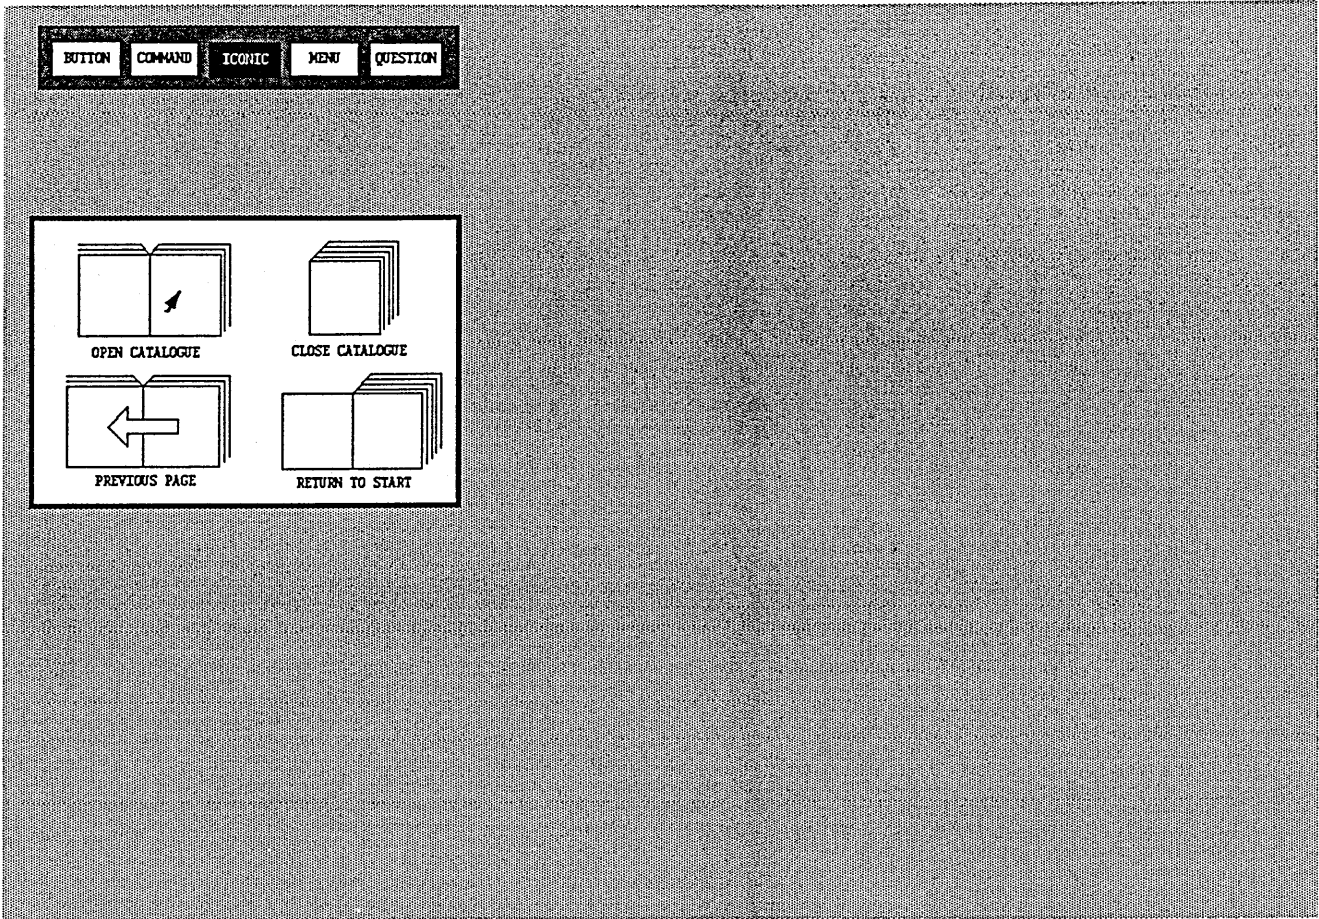 BUTTON COMMAND ICONIC MENU QUESTION
OPEN CATALOGUE CLOSE CATALOGUE
PREVIOUS PAGE RETURN TO START